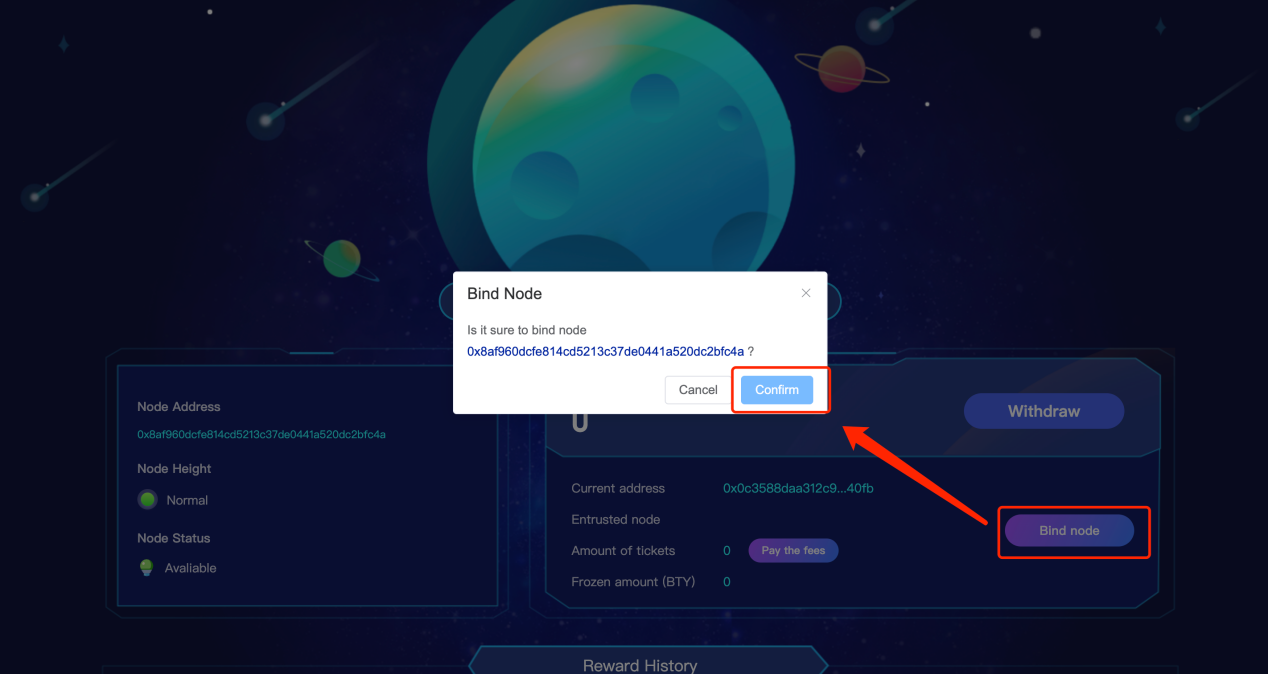 Bind Node
Is it sure to bind node
0x8af960dcfe814cd5213c37de0441a520dc2bfc4a ?
Cancel
Confirm
Node Address
0x8af960dcfe814cd5213c37de0441a520dc2bfc4a
Node Height
Normal
Node Status
Avaliable
0
Withdraw
Current address 0x0c3588daa312c9...40fb
Entrusted node
Bind node
Amount of tickets 0 Pay the fees
Frozen amount (BTY) 0
Reward History